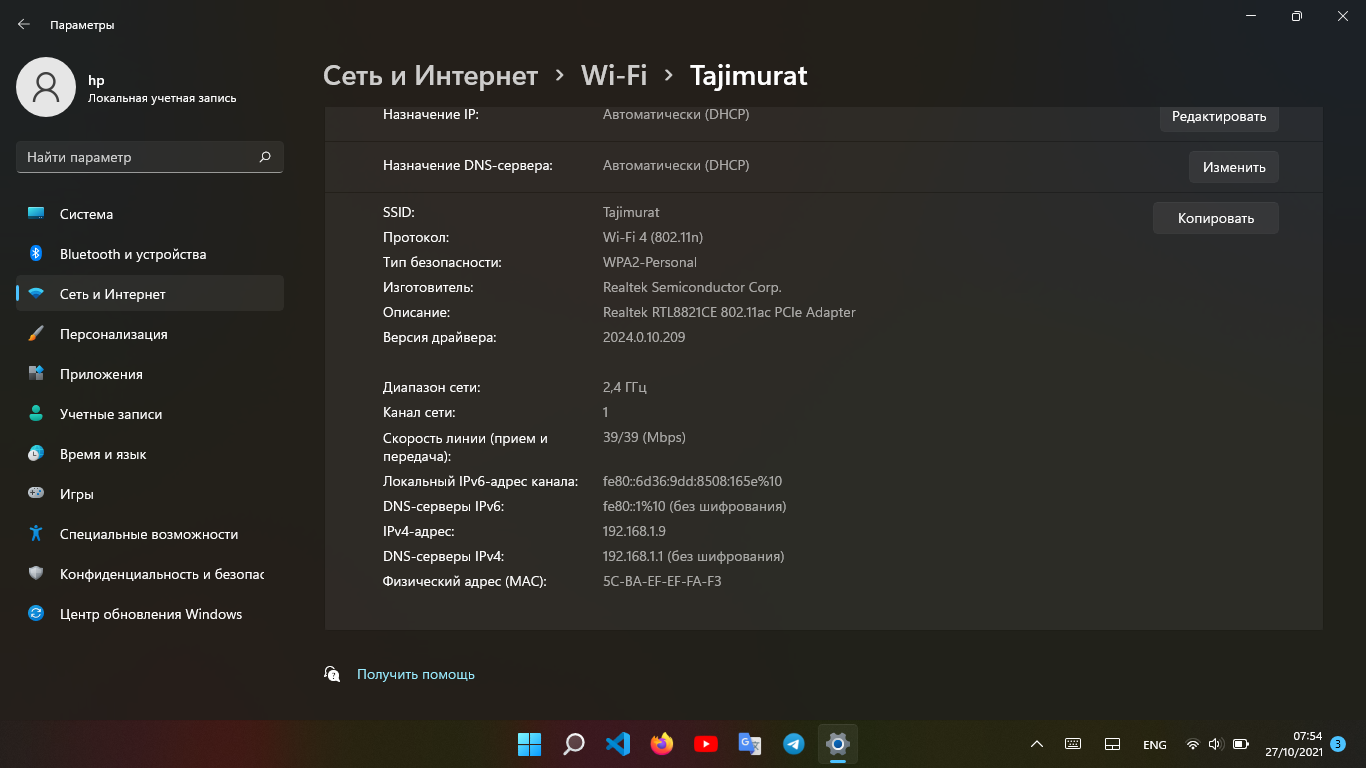 Параметры
hp
Локальная учетная запись
Найти параметр
Система
Bluetooth и устройства
Сеть и Интернет
Персонализация
Приложения
Учетные записи
Время и язык
Игры
Специальные возможности
Конфиденциальность и безопас
Центр обновления Windows
Сеть и Интернет › Wi-Fi › Tajimurat
Назначение IP: Автоматически (DHCP) Редактировать
Назначение DNS-сервера: Автоматически (DHCP) Изменить
SSID: Tajimurat Копировать
Протокол: Wi-Fi 4 (802.11n)
Тип безопасности: WPA2-Personal
Изготовитель: Realtek Semiconductor Corp.
Описание: Realtek RTL8821CE 802.11ac PCIe Adapter
Версия драйвера: 2024.0.10.209
Диапазон сети: 2,4 ГГц
Канал сети: 1
Скорость линии (прием и 39/39 (Mbps)
передача):
Локальный IPv6-адрес канала: fe80::6d36:9dd:8508:165e%10
DNS-серверы IPv6: fe80::1%10 (без шифрования)
IPv4-адрес: 192.168.1.9
DNS-серверы IPv4: 192.168.1.1 (без шифрования)
Физический адрес (MAC): 5C-BA-EF-EF-FA-F3
Получить помощь
ENG
07:54
27/10/2021
3